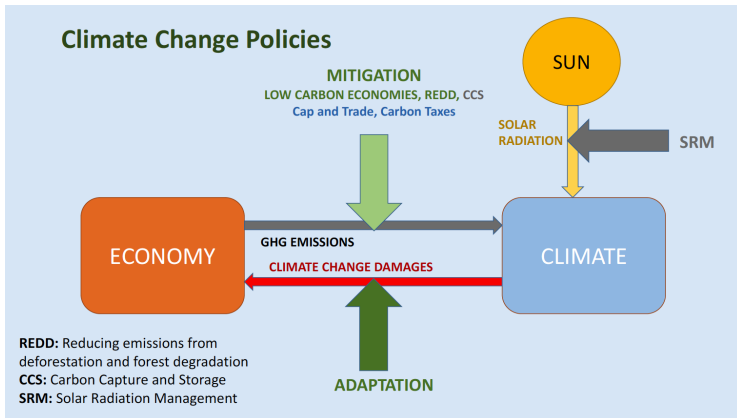 Climate Change Policies
MITIGATION
LOW CARBON ECONOMIES, REDD, CCS
Cap and Trade, Carbon Taxes
SUN
SOLAR
RADIATION
SRM
ECONOMY
GHG EMISSIONS
CLIMATE CHANGE DAMAGES
CLIMATE
ADAPTATION
REDD: Reducing emissions from
deforestation and forest degradation
CCS: Carbon Capture and Storage
SRM: Solar Radiation Management